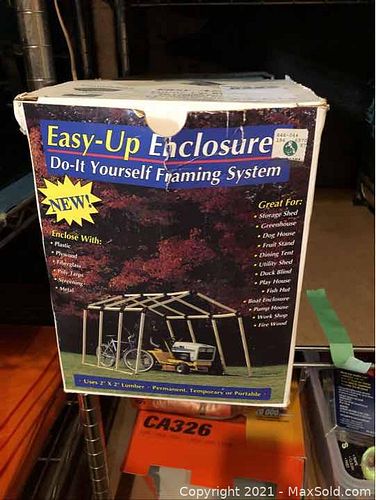 Easy-Up Enclosure
Do-It Yourself Framing System
NEW!
Enclose With:
• Plastic
• Plywood
• Fiberglass
• Poly Tarps
• Screening
• Metal
Great For:
• Storage Shed
• Greenhouse
• Dog House
• Fruit Stand
• Dining Tent
• Utility Shed
• Duck Blind
• Play House
• Fish Hut
• Boat Enclosure
• Pump House
• Work Shop
• Fire Wood
• Uses 2" X 2" Lumber • Permanent, Temporary or Portable •
CA326
Copyright © 2021 - MaxSold.com